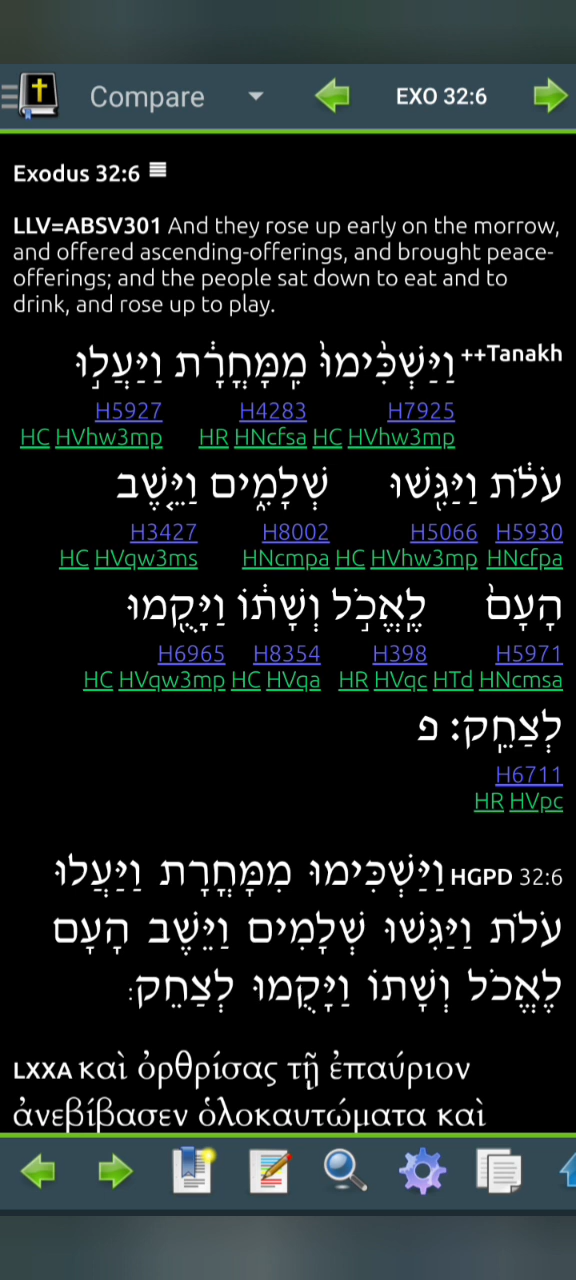 Compare
EXO 32:6
Exodus 32:6
LLV=ABSV301 And they rose up early on the morrow,
and offered ascending-offerings, and brought peace-
offerings; and the people sat down to eat and to
drink, and rose up to play.
++Tanakh וַיַּשְׁכִּ֙ימוּ֙ מִֽמָּחֳרָ֔ת וַיַּעֲל֣וּ
H5927 H4283 H7925
HC HVhw3mp HR HNcfsa HC HVhw3mp
עֹלֹ֔ת וַיַּגִּ֖שׁוּ שְׁלָמִ֑ים וַיֵּ֤שֶׁב
H3427 H8002 H5066 H5930
HC HVqw3ms HNcmpa HC HVhw3mp HNcfpa
הָעָם֙ לֶֽאֱכֹ֣ל וְשָׁת֔וֹ וַיָּקֻ֖מוּ
H6965 H8354 H398 H5971
HC HVqw3mp HC HVqa HR HVqc HTd HNcmsa
לְצַחֵֽק׃ פ
H6711
HR HVpc
HGPD 32:6 וַיַּשְׁכִּימוּ מִמָּחֳרָת וַיַּעֲלוּ
עֹלֹת וַיַּגִּשׁוּ שְׁלָמִים וַיֵּשֶׁב הָעָם
לֶאֱכֹל וְשָׁתוֹ וַיָּקֻמוּ לְצַחֵק׃
LXXA καὶ ὀρθρίσας τῇ ἐπαύριον
ἀνεβίβασεν ὁλοκαυτώματα καὶ